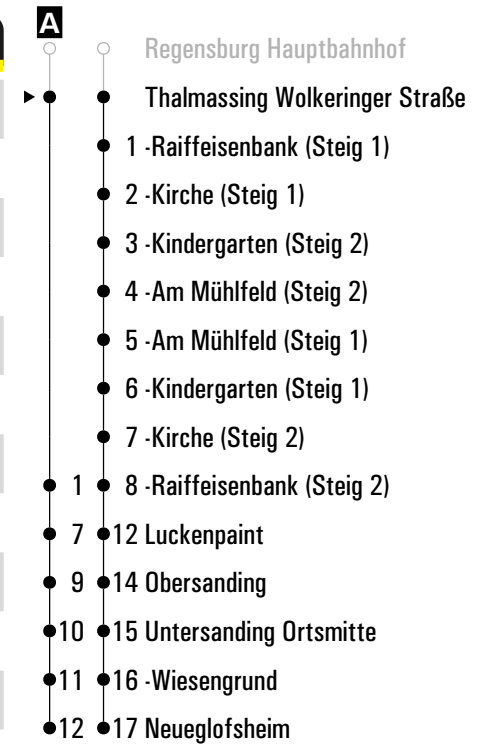 A
Regensburg Hauptbahnhof
Thalmassing Wolkeringer Straße
1 -Raiffeisenbank (Steig 1)
2 -Kirche (Steig 1)
3 -Kindergarten (Steig 2)
4 -Am Mühlfeld (Steig 2)
5 -Am Mühlfeld (Steig 1)
6 -Kindergarten (Steig 1)
7 -Kirche (Steig 2)
1 8 -Raiffeisenbank (Steig 2)
7 12 Luckenpaint
9 14 Obersanding
10 15 Untersanding Ortsmitte
11 16 -Wiesengrund
12 17 Neueglofsheim